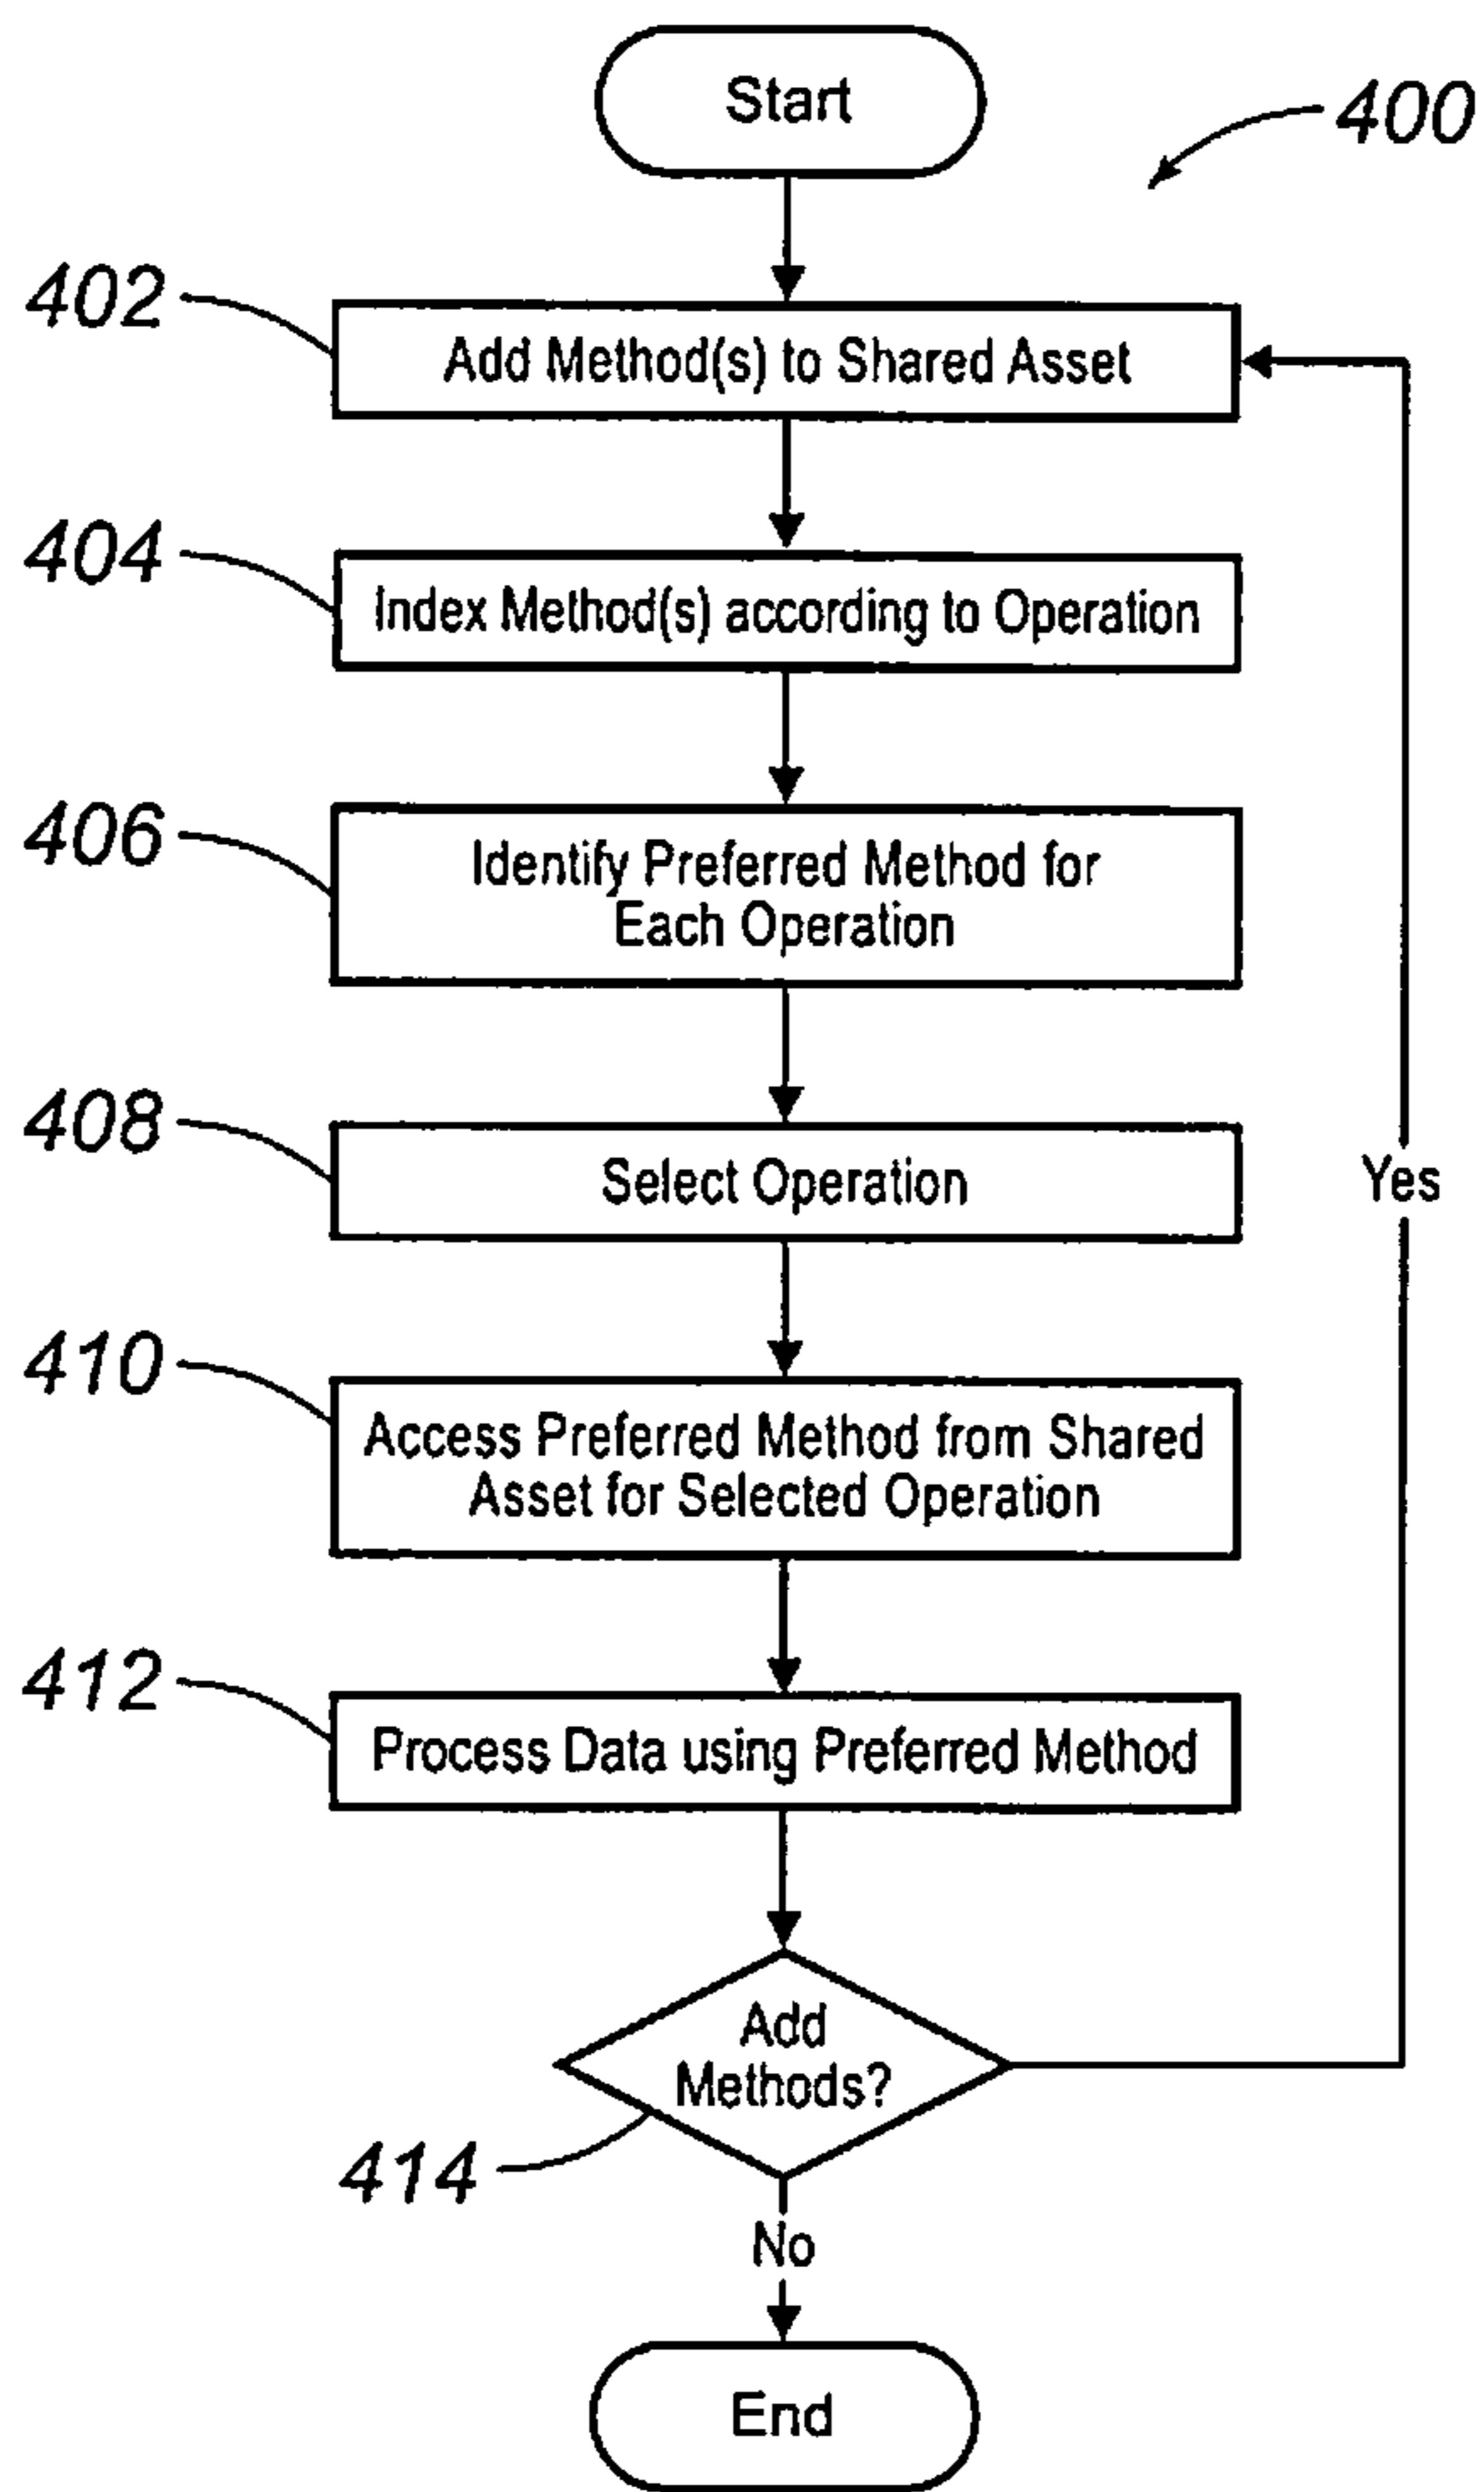 Start
400
402
Add Method(s) to Shared Asset
404
Index Method(s) according to Operation
406
Identify Preferred Method for
Each Operation
408
Select Operation
Yes
410
Access Preferred Method from Shared
Asset for Selected Operation
412
Process Data using Preferred Method
Add
Methods?
414
No
End